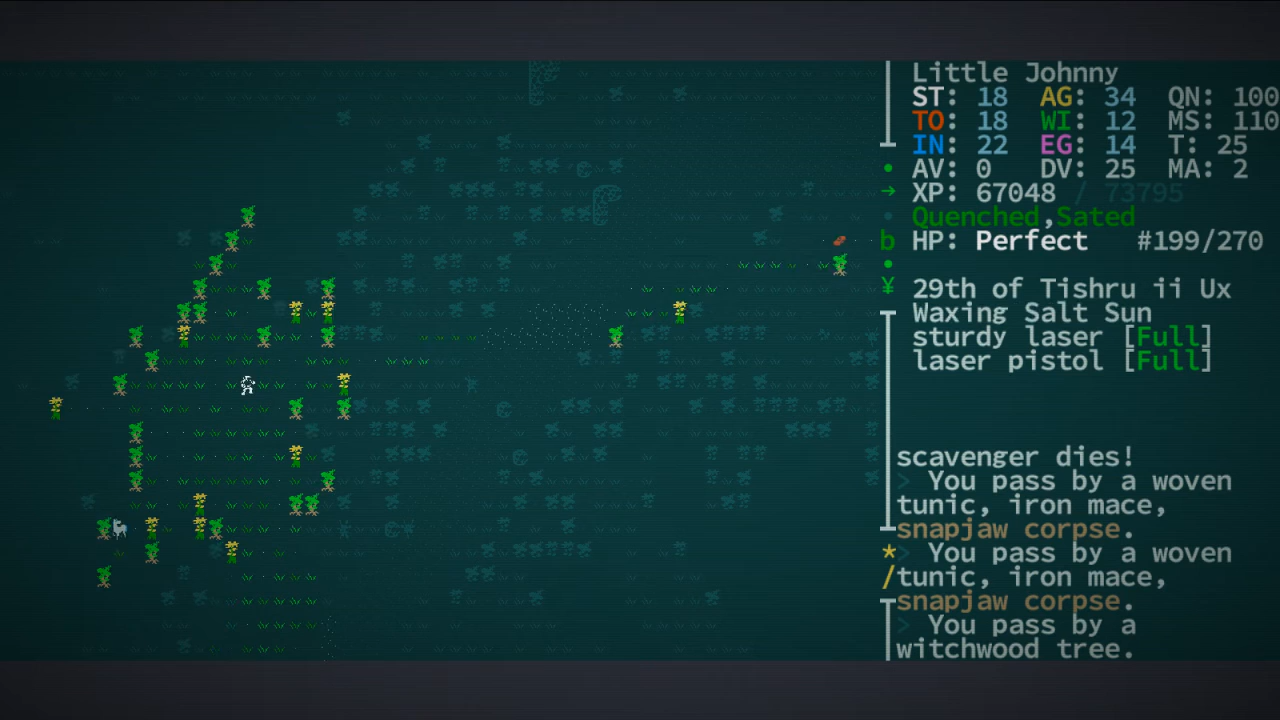 Little Johnny
ST: 18 AG: 34 QN: 100
TO: 18 WI: 12 MS: 110
IN: 22 EG: 14 T: 25
AV: 0 DV: 25 MA: 2
XP: 67048 / 73795
Quenched,Sated
b HP: Perfect #199/270
¥ 29th of Tishru ii Ux
Waxing Salt Sun
sturdy laser [Full]
laser pistol [Full]
scavenger dies!
> You pass by a woven
tunic, iron mace,
snapjaw corpse.
* > You pass by a woven
/ tunic, iron mace,
snapjaw corpse.
> You pass by a
witchwood tree.